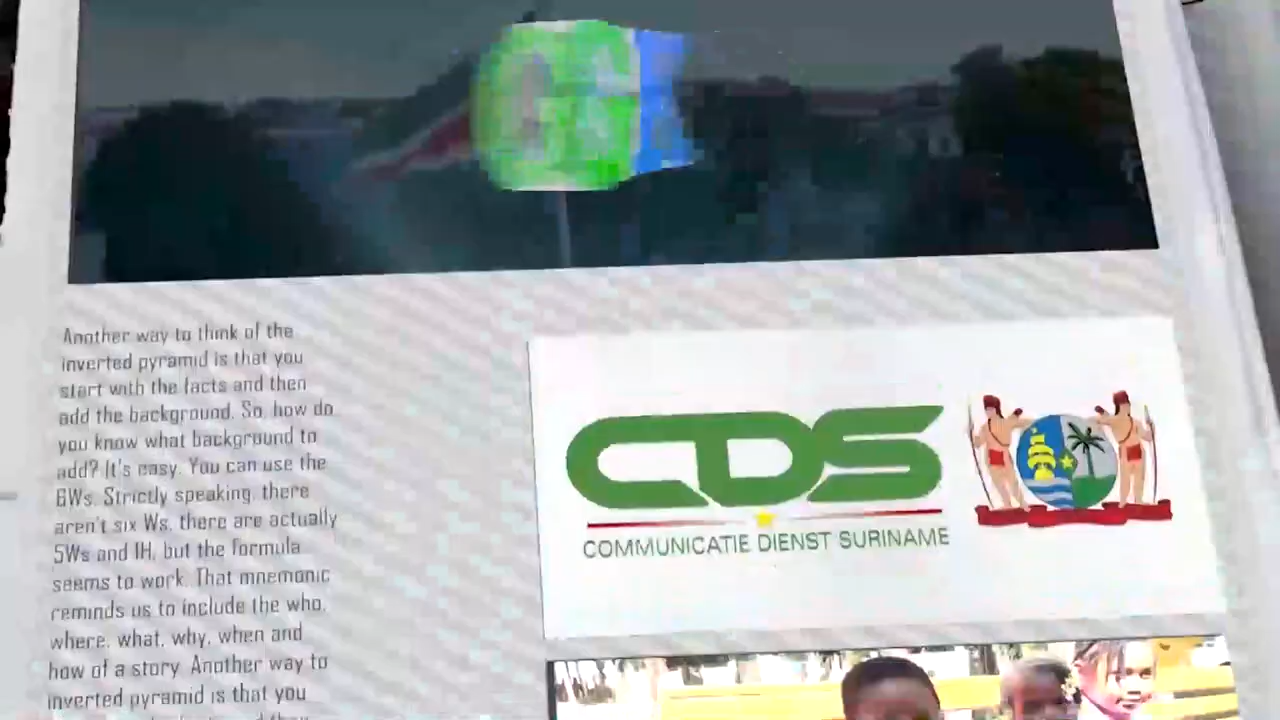 Another way to think of the
inverted pyramid is that you
start with the facts and then
add the background. So, how do
you know what background to
add? It's easy. You can use the
6Ws. Strictly speaking, there
aren't six Ws, there are actually
5Ws and 1H, but the formula
seems to work. That mnemonic
reminds us to include the who,
where, what, why, when and
how of a story. Another way to
inverted pyramid is that you
CDS
COMMUNICATIE DIENST SURINAME